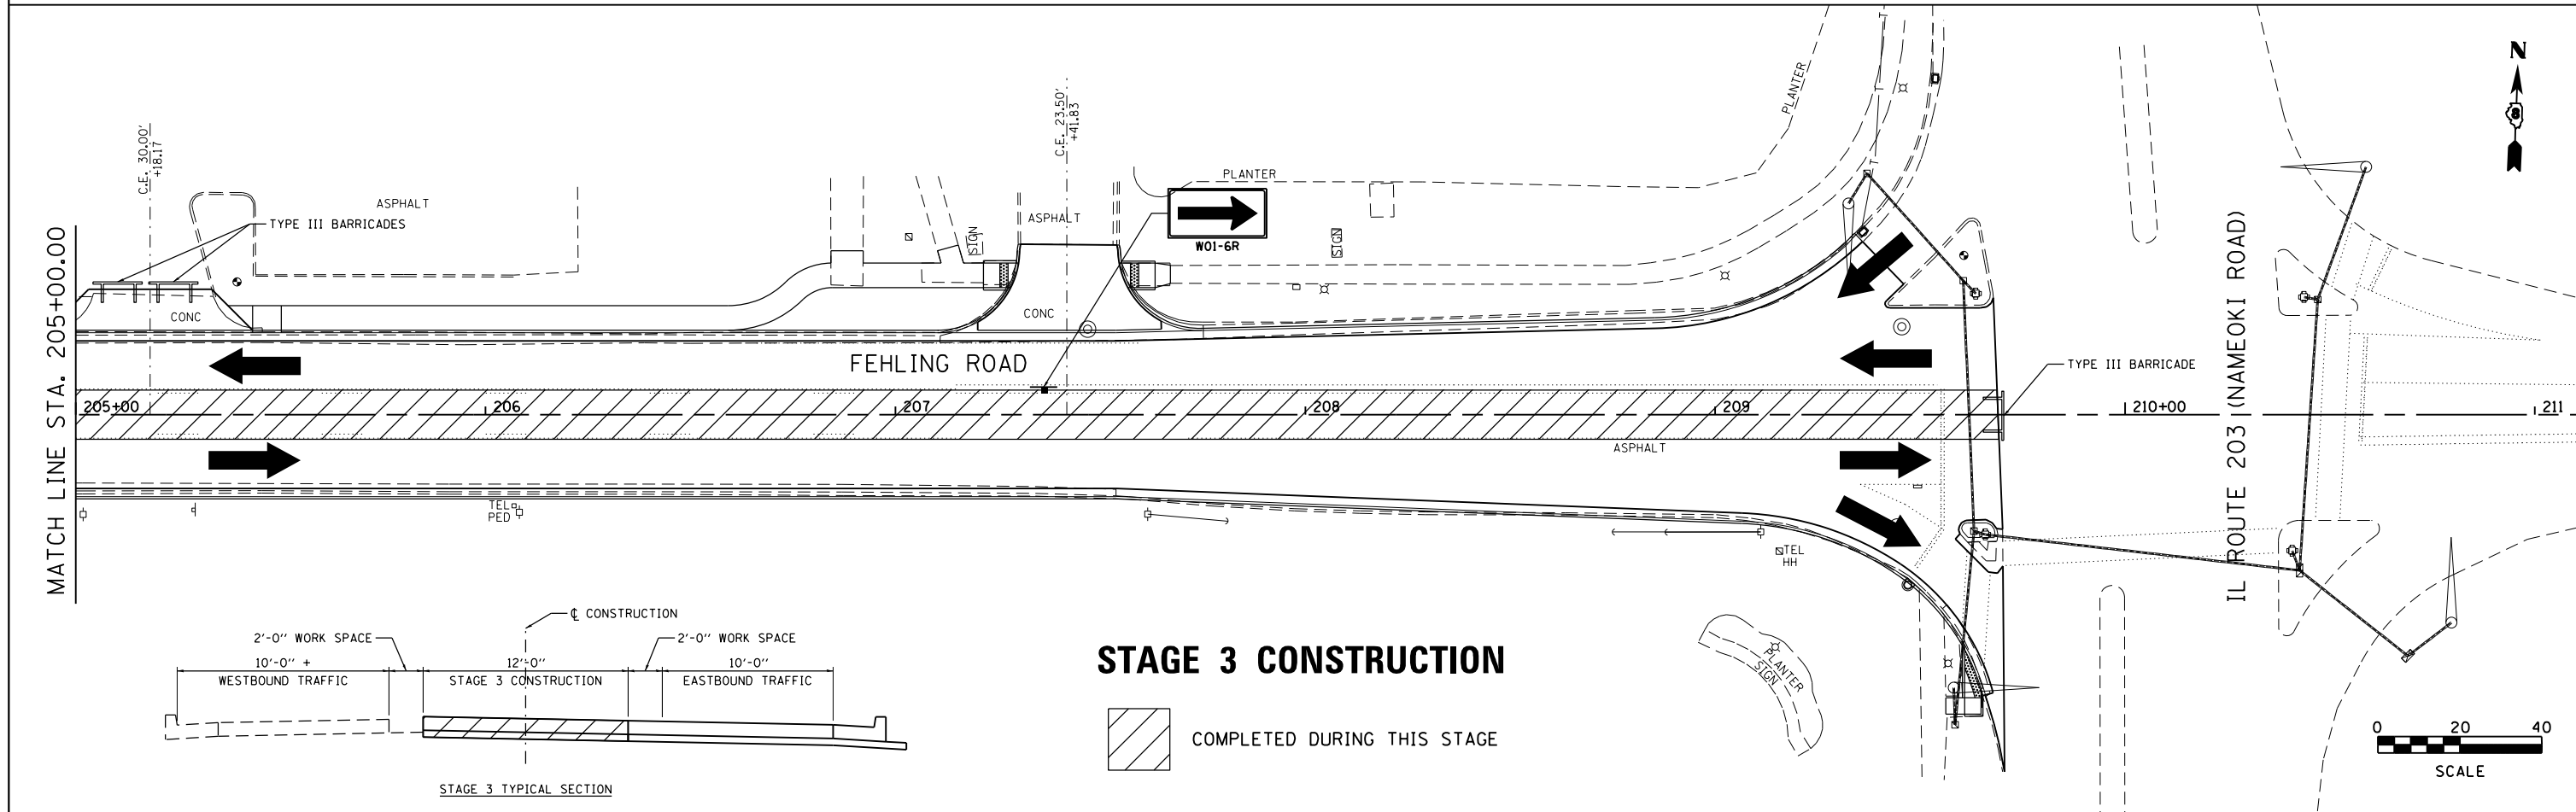 N
C.E. 30.00'
+18.17
C.E. 23.50'
+41.83
PLANTER
PLANTER
ASPHALT
TYPE III BARRICADES
ASPHALT
SIGN
W01-6R
SIGN
MATCH LINE STA. 205+00.00
CONC
CONC
FEHLING ROAD
TYPE III BARRICADE
IL ROUTE 203 (NAMEOKI ROAD)
205+00
206
207
208
209
210+00
211
ASPHALT
TEL
PED
TEL
HH
℄ CONSTRUCTION
2'-0" WORK SPACE
2'-0" WORK SPACE
10'-0" +
12'-0"
10'-0"
WESTBOUND TRAFFIC
STAGE 3 CONSTRUCTION
EASTBOUND TRAFFIC
STAGE 3 CONSTRUCTION
PLANTER
SIGN
COMPLETED DURING THIS STAGE
0 20 40
SCALE
STAGE 3 TYPICAL SECTION